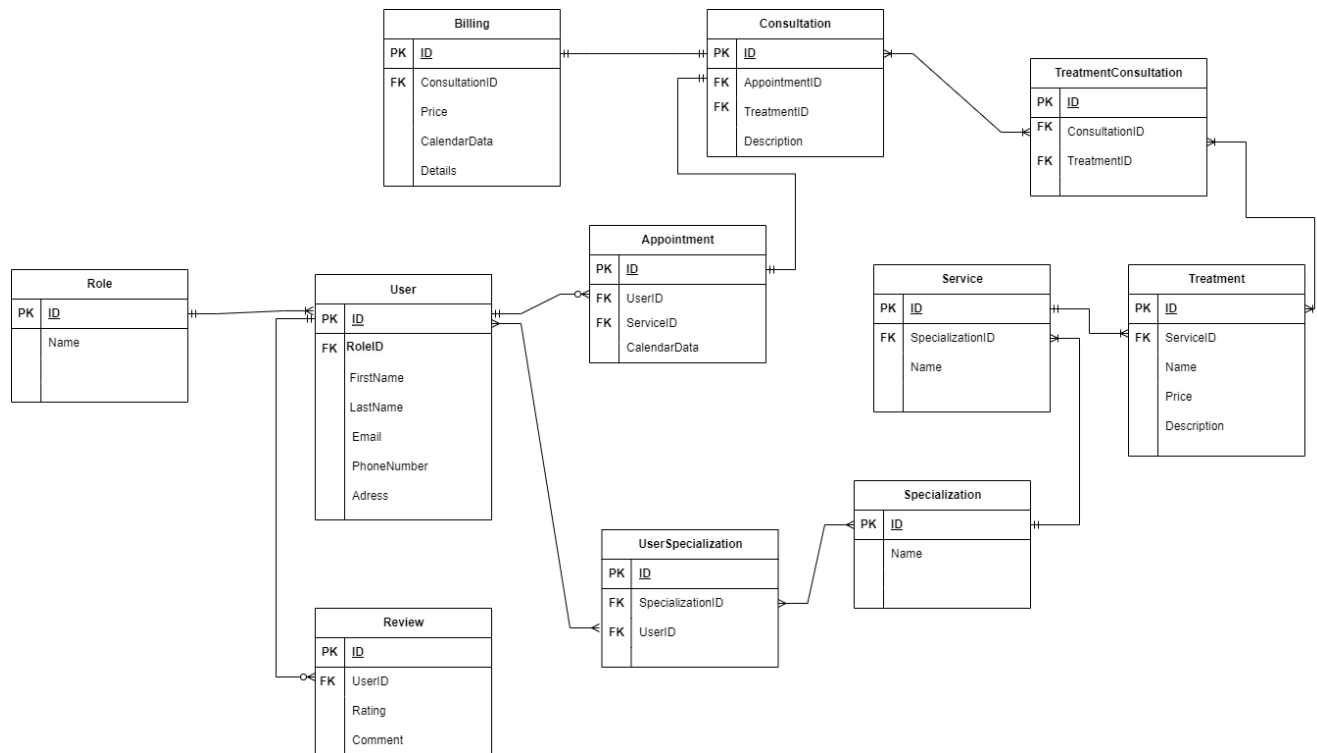 Billing
PK ID
FK ConsultationID
Price
CalendarData
Details
Consultation
PK ID
FK AppointmentID
FK TreatmentID
Description
TreatmentConsultation
PK ID
FK ConsultationID
FK TreatmentID
Role
PK ID
Name
User
PK ID
FK RoleID
FirstName
LastName
Email
PhoneNumber
Adress
Appointment
PK ID
FK UserID
FK ServiceID
CalendarData
Service
PK ID
FK SpecializationID
Name
Treatment
PK ID
FK ServiceID
Name
Price
Description
UserSpecialization
PK ID
FK SpecializationID
FK UserID
Specialization
PK ID
Name
Review
PK ID
FK UserID
Rating
Comment